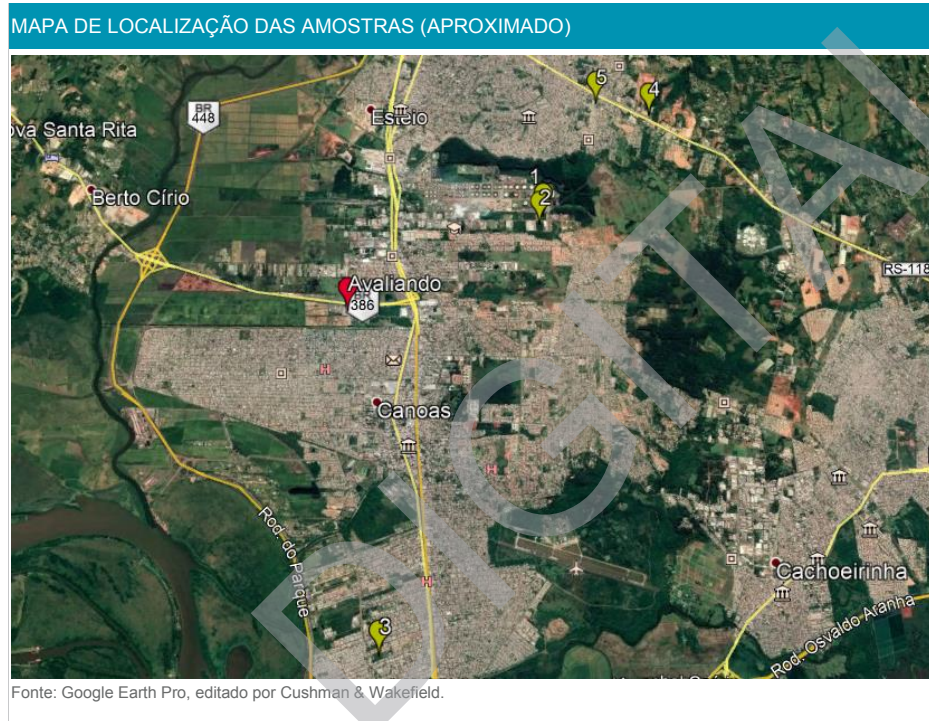 MAPA DE LOCALIZAÇÃO DAS AMOSTRAS (APROXIMADO)
5
4
BR
448
Esteio
ova Santa Rita
1
Berto Círio
2
RS-118
Avaliando
386
Canoas
Rod. do Parque
Cachoeirinha
Rod. Osvaldo Aranha
3
H
H
H
DIGITAL
Fonte: Google Earth Pro, editado por Cushman & Wakefield.